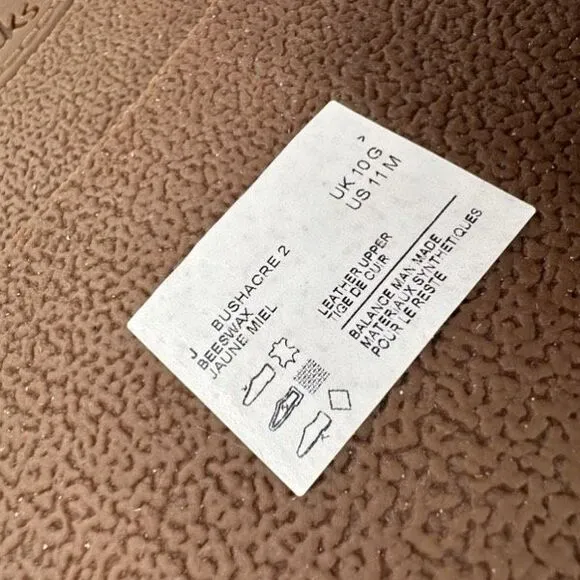 ks
UK 10 G
US 11 M
J BUSHACRE 2
BEESWAX
JAUNE MIEL
LEATHER UPPER
TIGE DE CUIR
BALANCE MAN MADE
MATERIAUX SYNTHETIQUES
POUR LE RESTE